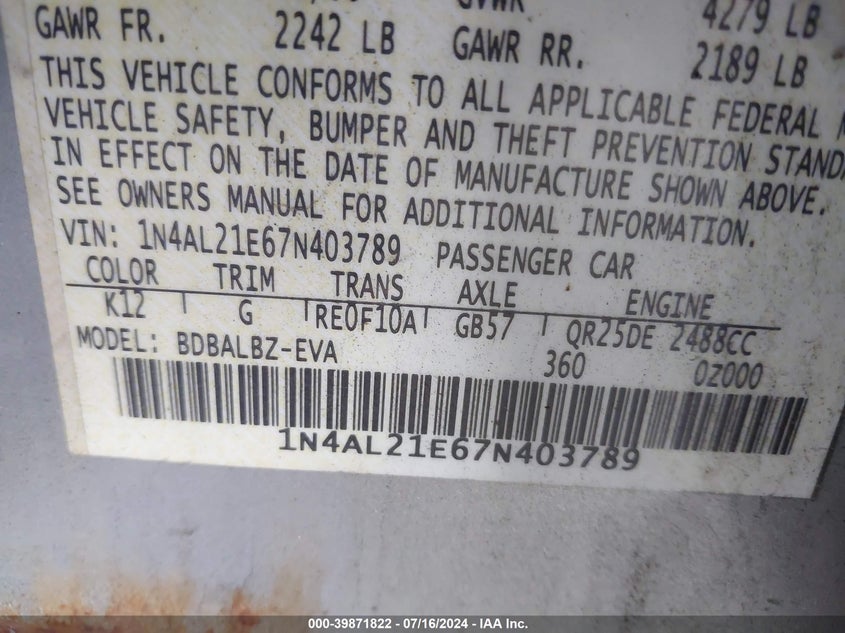 GVWR 4279 LB
GAWR FR. 2242 LB GAWR RR. 2189 LB
THIS VEHICLE CONFORMS TO ALL APPLICABLE FEDERAL
VEHICLE SAFETY, BUMPER AND THEFT PREVENTION
IN EFFECT ON THE DATE OF MANUFACTURE SHOWN ABOVE.
SEE OWNERS MANUAL FOR ADDITIONAL INFORMATION.
VIN: 1N4AL21E67N403789 PASSENGER CAR
COLOR TRIM TRANS AXLE ENGINE
K12 G RE0F10A GB57 QR25DE 2488CC
MODEL: BDBALBZ-EVA 360 0Z000
1N4AL21E67N403789
000-39871822 - 07/16/2024 - IAA Inc.